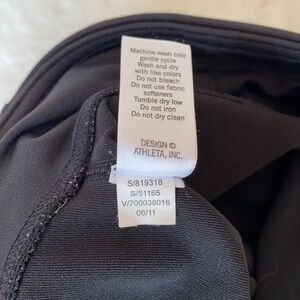 Machine wash cold
gentle cycle
Wash and dry
with like colors
Do not bleach
Do not use fabric
softeners
Tumble dry low
Do not iron
Do not dry clean
DESIGN ©
ATHLETA, INC.
S/819318
S/51165
V/700038016
06/11